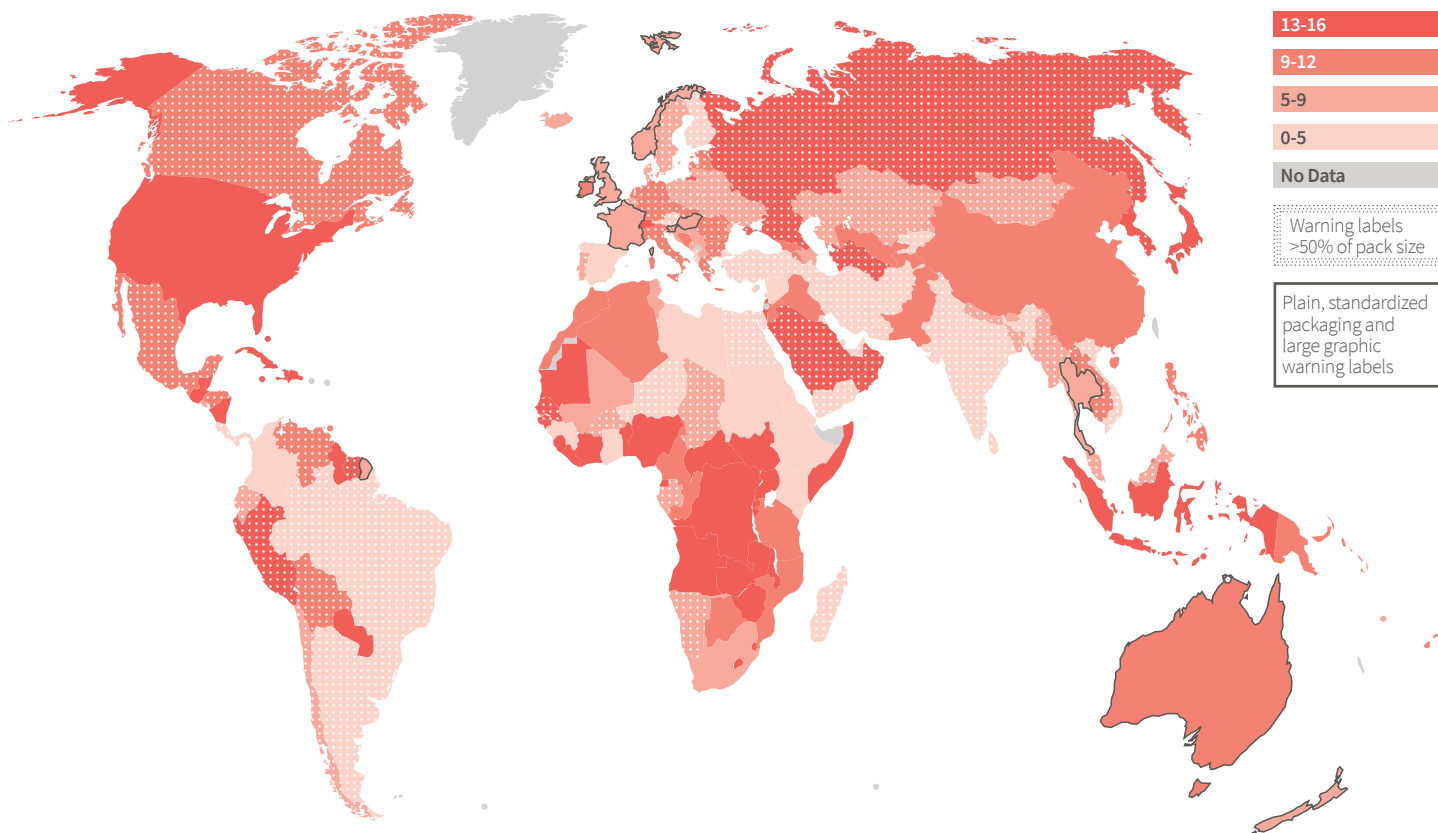 13-16
9-12
5-9
0-5
No Data
Warning labels
>50% of pack size
Plain, standardized
packaging and
large graphic
warning labels